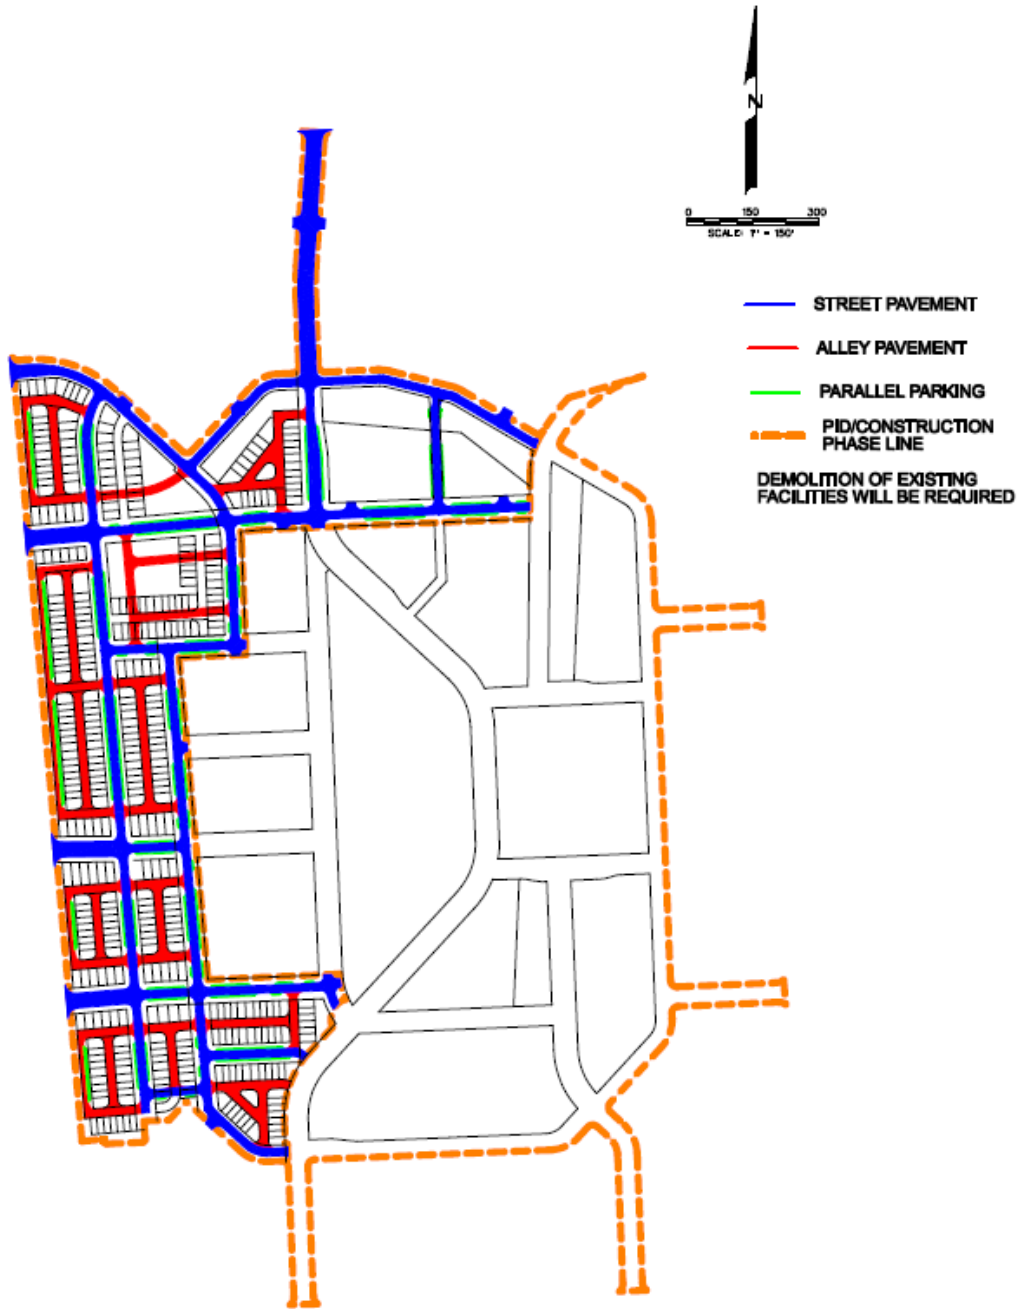 N
0 150 300
SCALE: 1" = 150'
STREET PAVEMENT
ALLEY PAVEMENT
PARALLEL PARKING
PID/CONSTRUCTION
PHASE LINE
DEMOLITION OF EXISTING
FACILITIES WILL BE REQUIRED